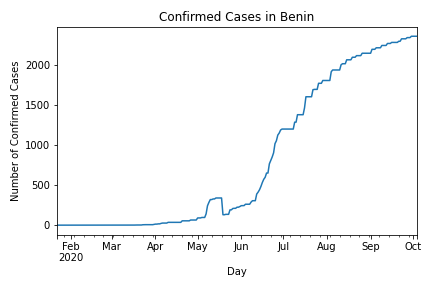 Confirmed Cases in Benin
Number of Confirmed Cases
2000
1500
1000
500
0
Feb Mar Apr May Jun Jul Aug Sep Oct
2020
Day